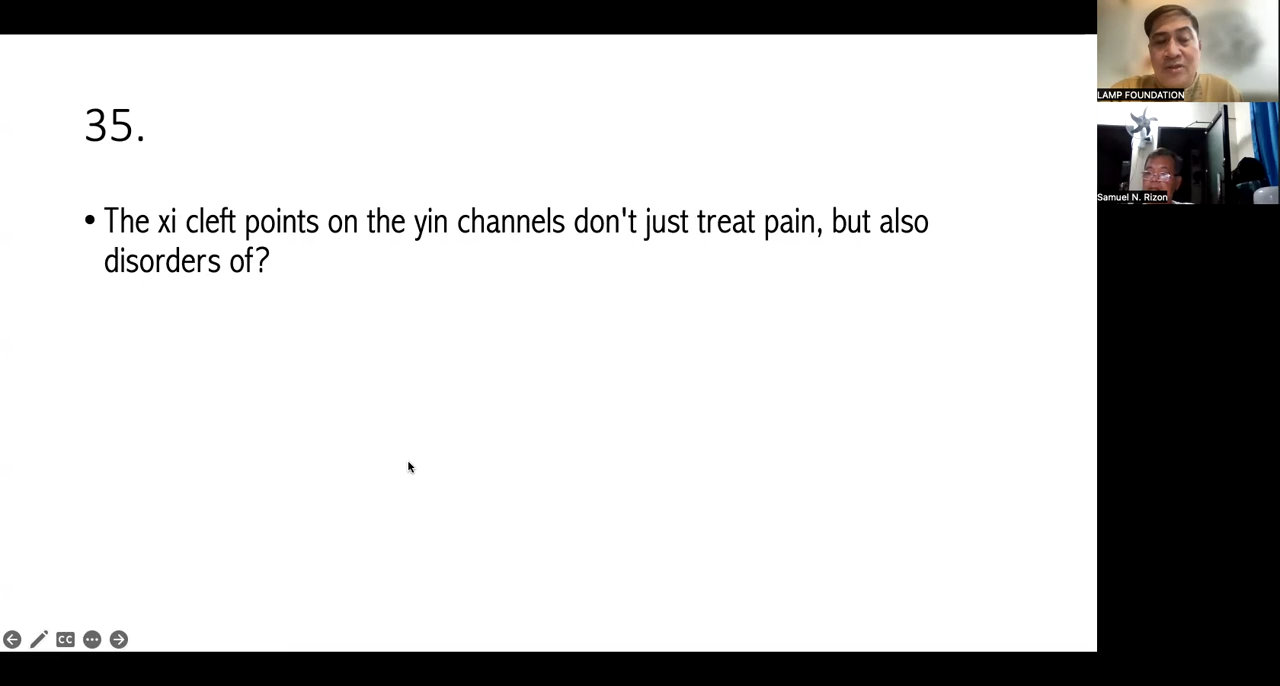 35.
• The xi cleft points on the yin channels don't just treat pain, but also
disorders of?
LAMP FOUNDATION
Samuel N. Rizon
CC